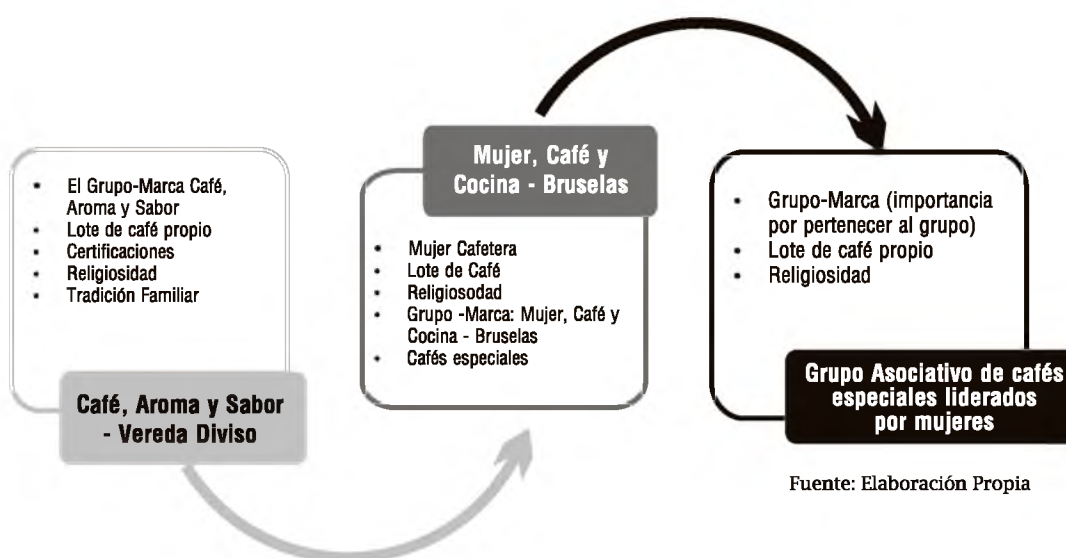 • El Grupo-Marca Café,
Aroma y Sabor
• Lote de café propio
• Certificaciones
• Religiosidad
• Tradición Familiar
Café, Aroma y Sabor
- Vereda Diviso
Mujer, Café y
Cocina - Bruselas
• Mujer Cafetera
• Lote de Café
• Religiosodad
• Grupo -Marca: Mujer, Café y
Cocina - Bruselas
• Cafés especiales
• Grupo-Marca (importancia
por pertenecer al grupo)
• Lote de café propio
• Religiosidad
Grupo Asociativo de cafés
especiales liderados
por mujeres
Fuente: Elaboración Propia